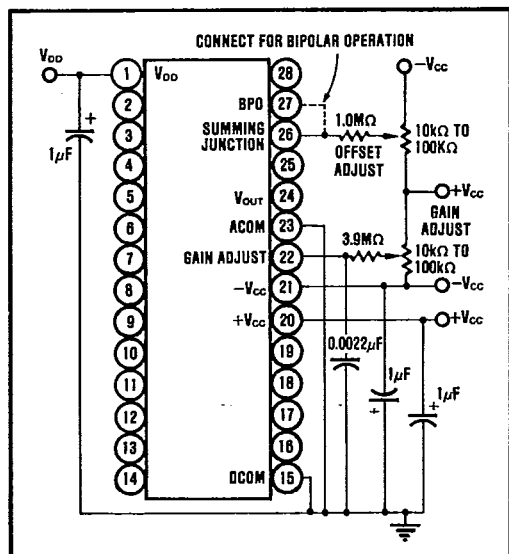 CONNECT FOR BIPOLAR OPERATION
VDD
1
VDD
28
−VCC
2
BPO
27
1µF
+
3
SUMMING
JUNCTION
26
1.0MΩ
OFFSET
ADJUST
10kΩ TO
100KΩ
4
25
5
VOUT
24
+VCC
6
ACOM
23
GAIN
ADJUST
7
GAIN ADJUST
22
3.9MΩ
10kΩ TO
100kΩ
8
−VCC
21
−VCC
9
+VCC
20
+VCC
10
19
0.0022µF
11
18
1µF
+
1µF
+
12
17
13
16
14
DCOM
15